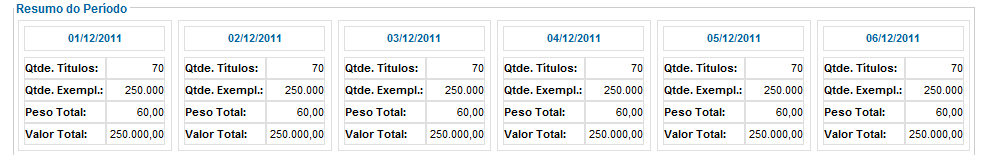 Resumo do Período
01/12/2011 02/12/2011 03/12/2011 04/12/2011 05/12/2011 06/12/2011
Qtde. Títulos: 70 Qtde. Títulos: 70 Qtde. Títulos: 70 Qtde. Títulos: 70 Qtde. Títulos: 70 Qtde. Títulos: 70
Qtde. Exempl.: 250.000 Qtde. Exempl.: 250.000 Qtde. Exempl.: 250.000 Qtde. Exempl.: 250.000 Qtde. Exempl.: 250.000 Qtde. Exempl.: 250.000
Peso Total: 60,00 Peso Total: 60,00 Peso Total: 60,00 Peso Total: 60,00 Peso Total: 60,00 Peso Total: 60,00
Valor Total: 250.000,00 Valor Total: 250.000,00 Valor Total: 250.000,00 Valor Total: 250.000,00 Valor Total: 250.000,00 Valor Total: 250.000,00